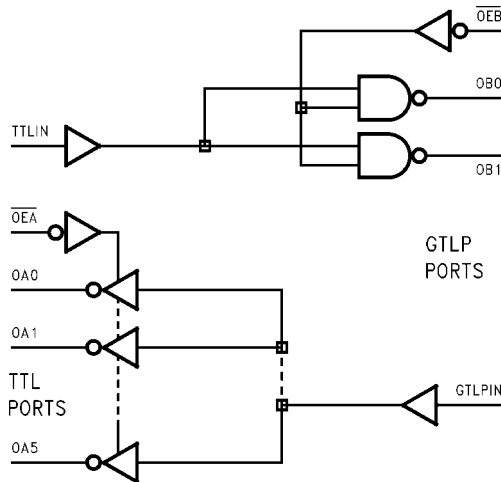 OEB
OB0
TTLIN
OB1
OEA
GTLP
PORTS
OA0
OA1
TTL
PORTS
GTLPIN
OA5